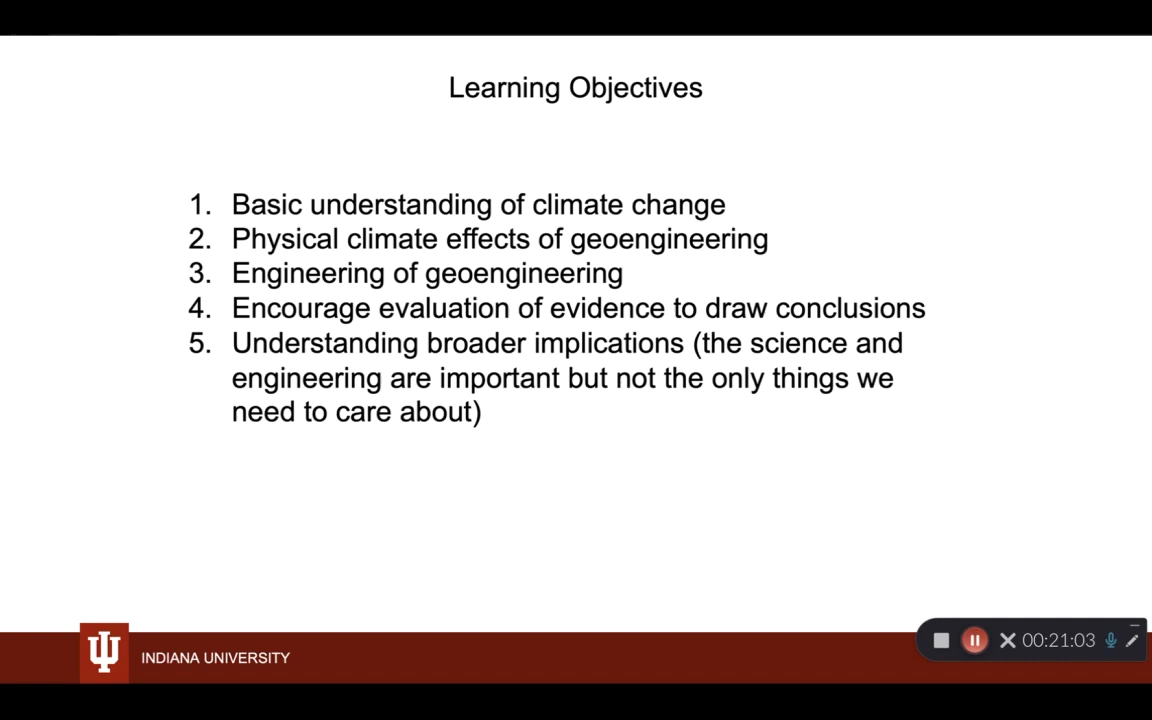 Learning Objectives
1. Basic understanding of climate change
2. Physical climate effects of geoengineering
3. Engineering of geoengineering
4. Encourage evaluation of evidence to draw conclusions
5. Understanding broader implications (the science and
engineering are important but not the only things we
need to care about)
INDIANA UNIVERSITY
00:21:03